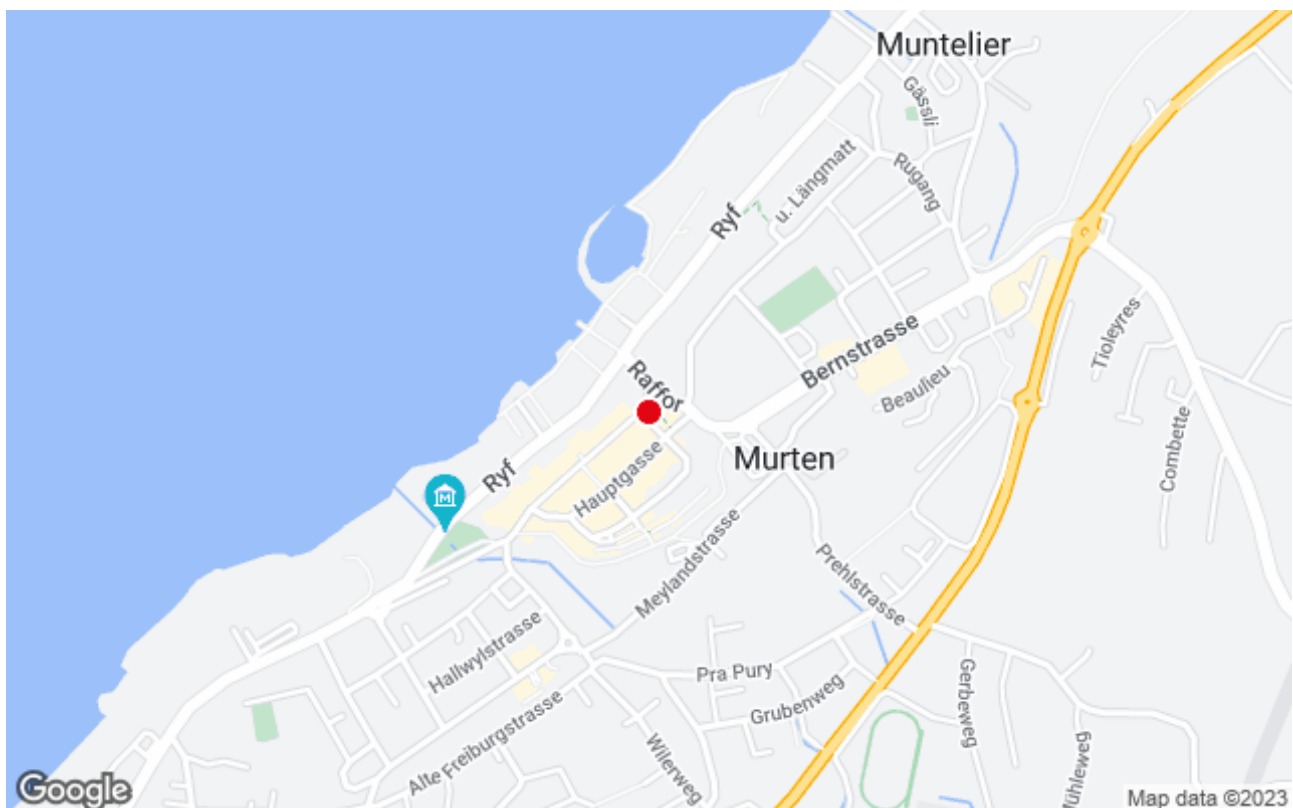 Muntelier
Gässli
u. Längmatt
Rugang
Ryf
Tioleyres
Bernstrasse
Raffor
Beaulieu
Combette
Murten
Hauptgasse
Ryf
Meylandstrasse
Prehlstrasse
Hallwylstrasse
Pra Pury
Gerbeweg
Grubenweg
Alte Freiburgstrasse
Wilerweg
Mühleweg
Google
Map data ©2023